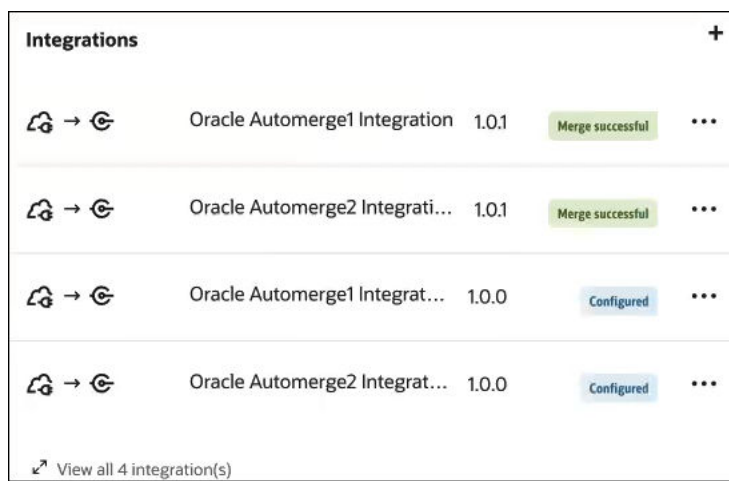 Integrations
Oracle Automerge1 Integration 1.0.1 Merge successful
Oracle Automerge2 Integrati... 1.0.1 Merge successful
Oracle Automerge1 Integrat... 1.0.0 Configured
Oracle Automerge2 Integrat... 1.0.0 Configured
View all 4 integration(s)